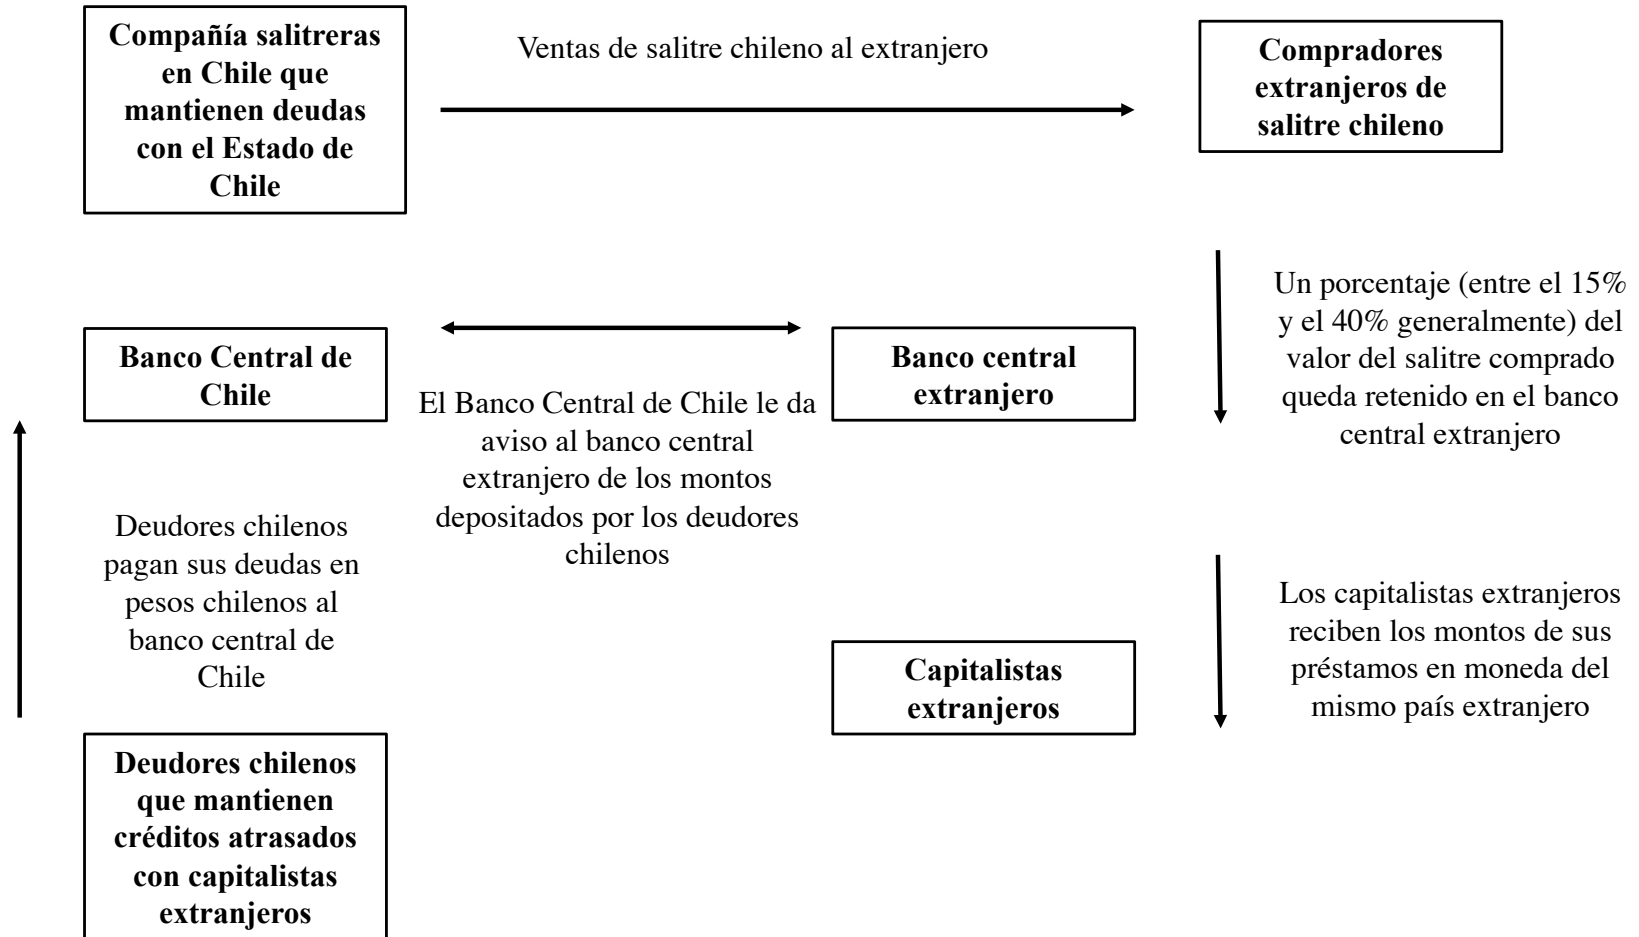 Compañía salitreras
en Chile que
mantienen deudas
con el Estado de
Chile
Ventas de salitre chileno al extranjero
Compradores
extranjeros de
salitre chileno
Un porcentaje (entre el 15%
y el 40% generalmente) del
valor del salitre comprado
queda retenido en el banco
central extranjero
Banco Central de
Chile
El Banco Central de Chile le da
aviso al banco central
extranjero de los montos
depositados por los deudores
chilenos
Banco central
extranjero
Deudores chilenos
pagan sus deudas en
pesos chilenos al
banco central de
Chile
Los capitalistas extranjeros
reciben los montos de sus
préstamos en moneda del
mismo país extranjero
Capitalistas
extranjeros
Deudores chilenos
que mantienen
créditos atrasados
con capitalistas
extranjeros